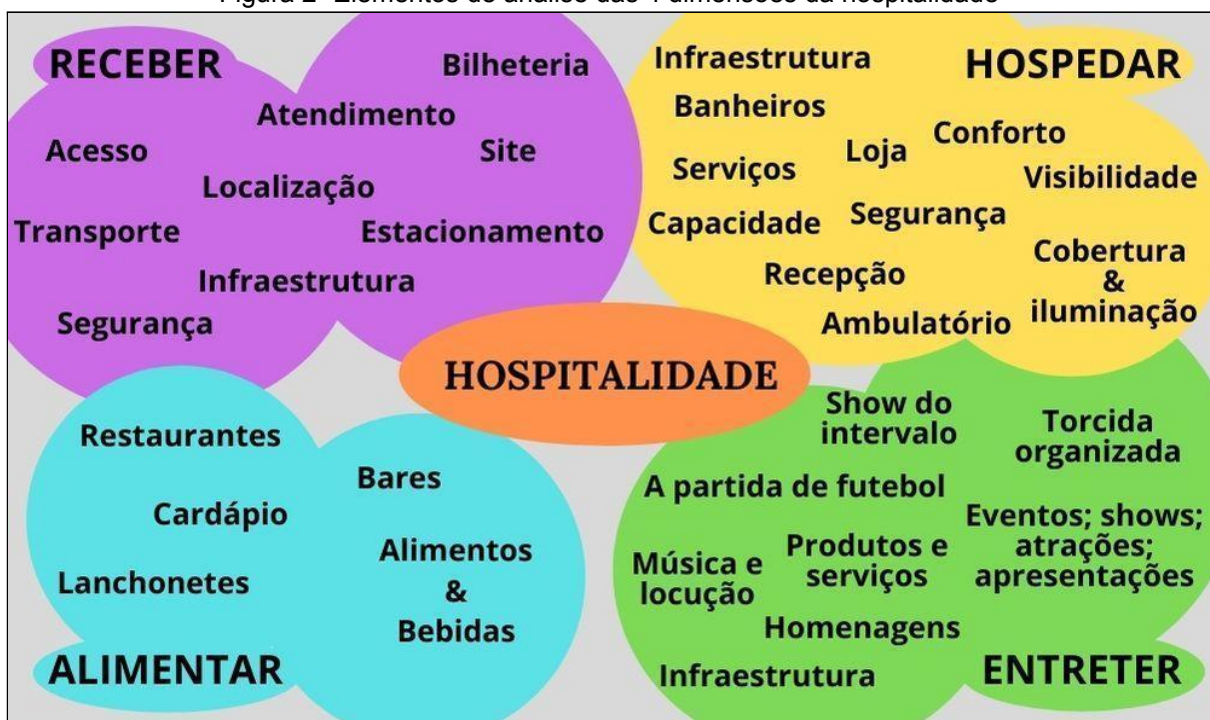 RECEBER
Bilheteria
Atendimento
Acesso
Site
Localização
Transporte
Estacionamento
Infraestrutura
Segurança
Infraestrutura
HOSPEDAR
Banheiros
Conforto
Loja
Serviços
Visibilidade
Capacidade
Segurança
Recepção
Cobertura
&
iluminação
Ambulatório
HOSPITALIDADE
Restaurantes
Bares
Cardápio
Alimentos
&
Bebidas
Lanchonetes
ALIMENTAR
Show do
intervalo
Torcida
organizada
A partida de futebol
Eventos; shows;
atrações;
apresentações
Produtos e
serviços
Música e
locução
Homenagens
Infraestrutura
ENTRETER